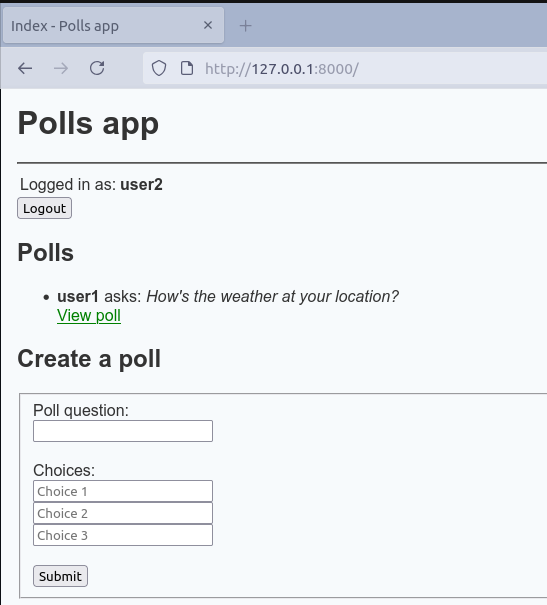 Index - Polls app
http://127.0.0.1:8000/
Polls app
Logged in as: user2
Logout
Polls
• user1 asks: How's the weather at your location?
View poll
Create a poll
Poll question:
Choices:
Choice 1
Choice 2
Choice 3
Submit